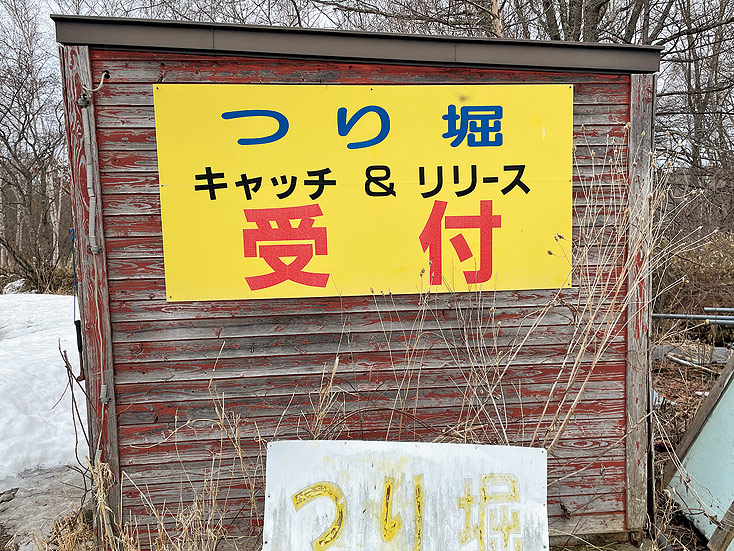 つり堀
キャッチ & リリース
受付
つり堀